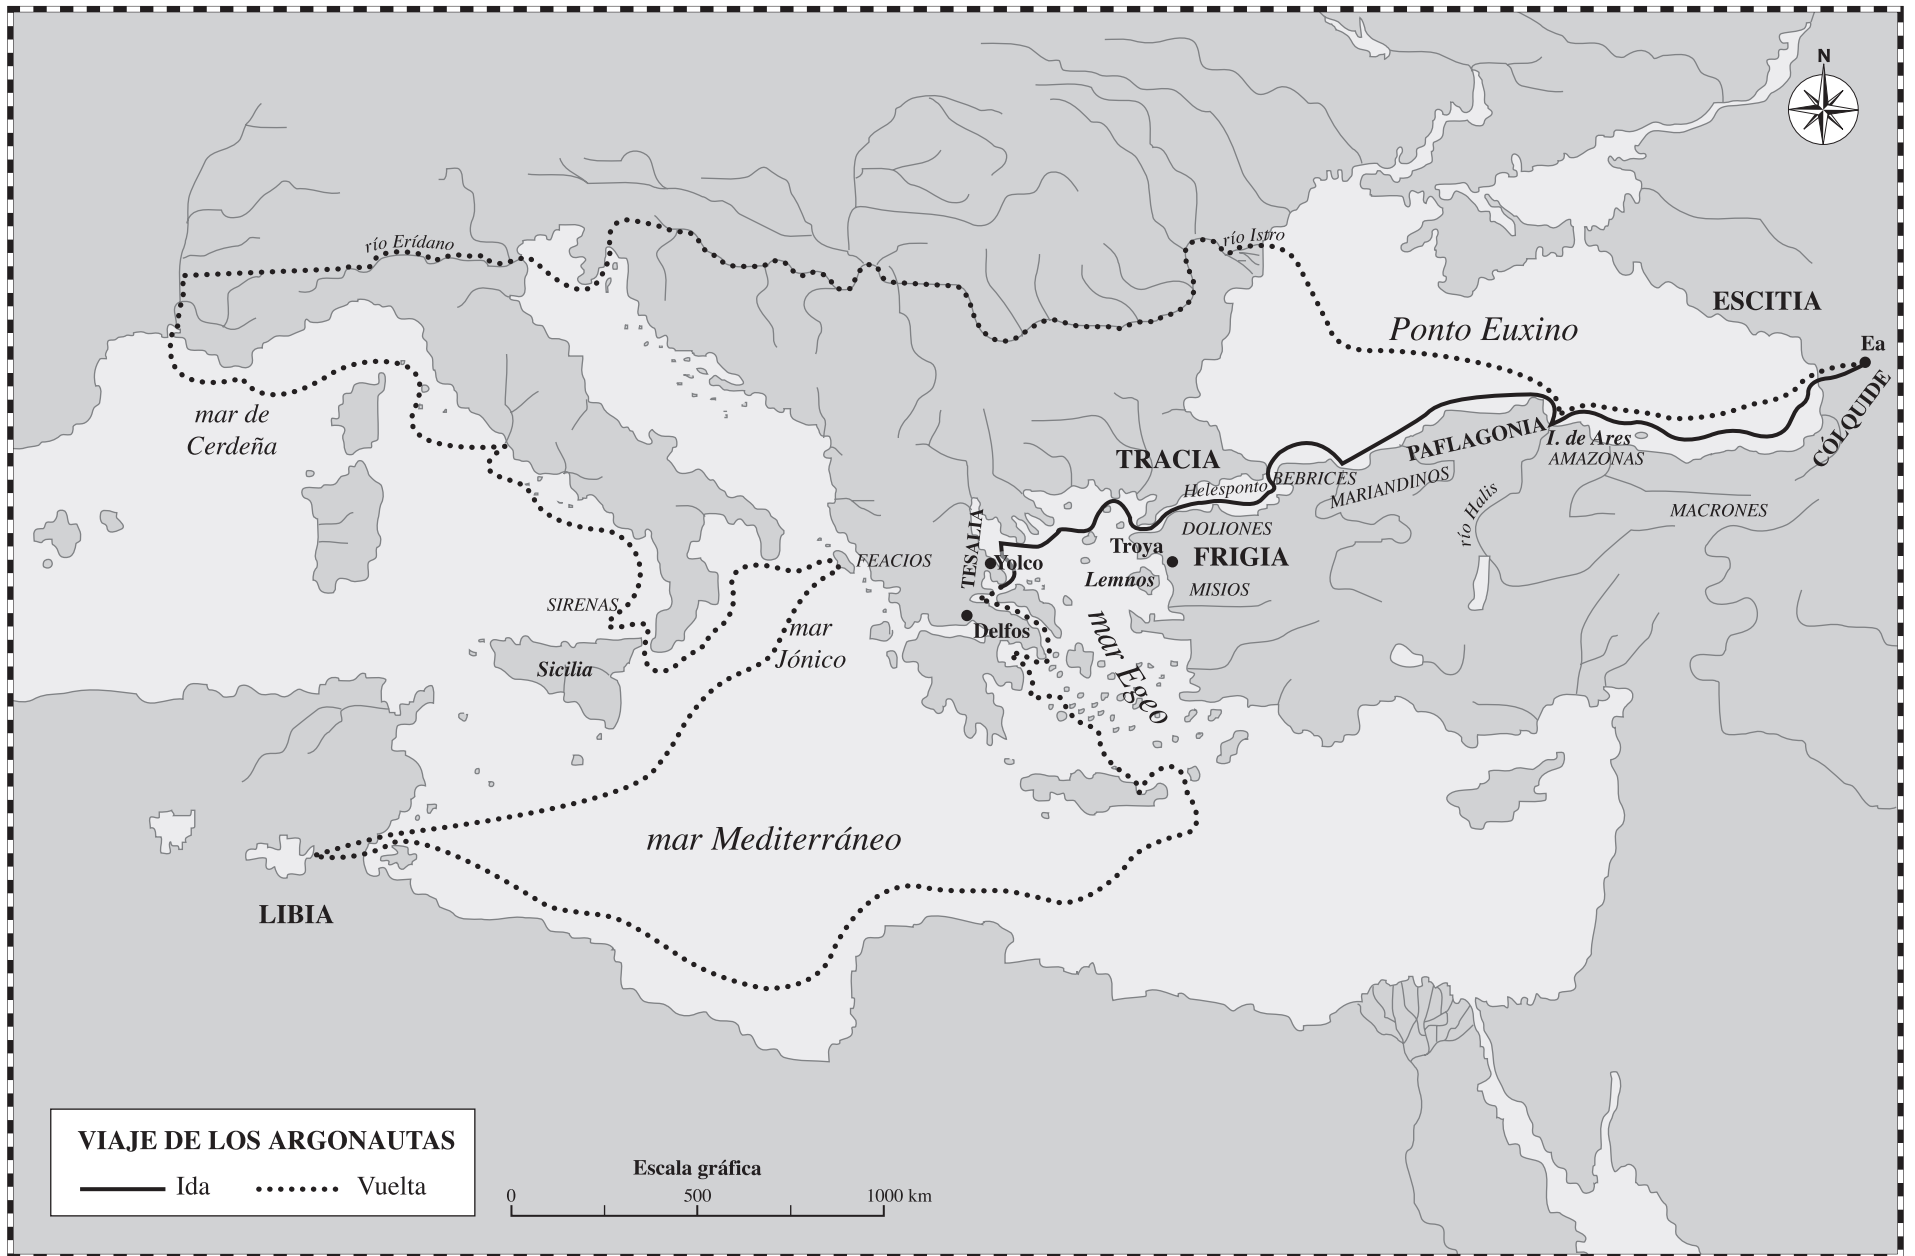 N
río Erídano
río Istro
ESCITIA
Ponto Euxino
Ea
CÓLQUIDE
mar de
Cerdeña
PAFLAGONIA
I. de Ares
AMAZONAS
TRACIA
BEBRICES
Helesponto
MARIANDINOS
río Halis
MACRONES
DOLIONES
TESALIA
Troya
FRIGIA
FEACIOS
Yolco
Lemnos
MISIOS
SIRENAS
Delfos
mar
Jónico
mar Egeo
Sicilia
mar Mediterráneo
LIBIA
VIAJE DE LOS ARGONAUTAS
Ida
Vuelta
Escala gráfica
0
500
1000 km